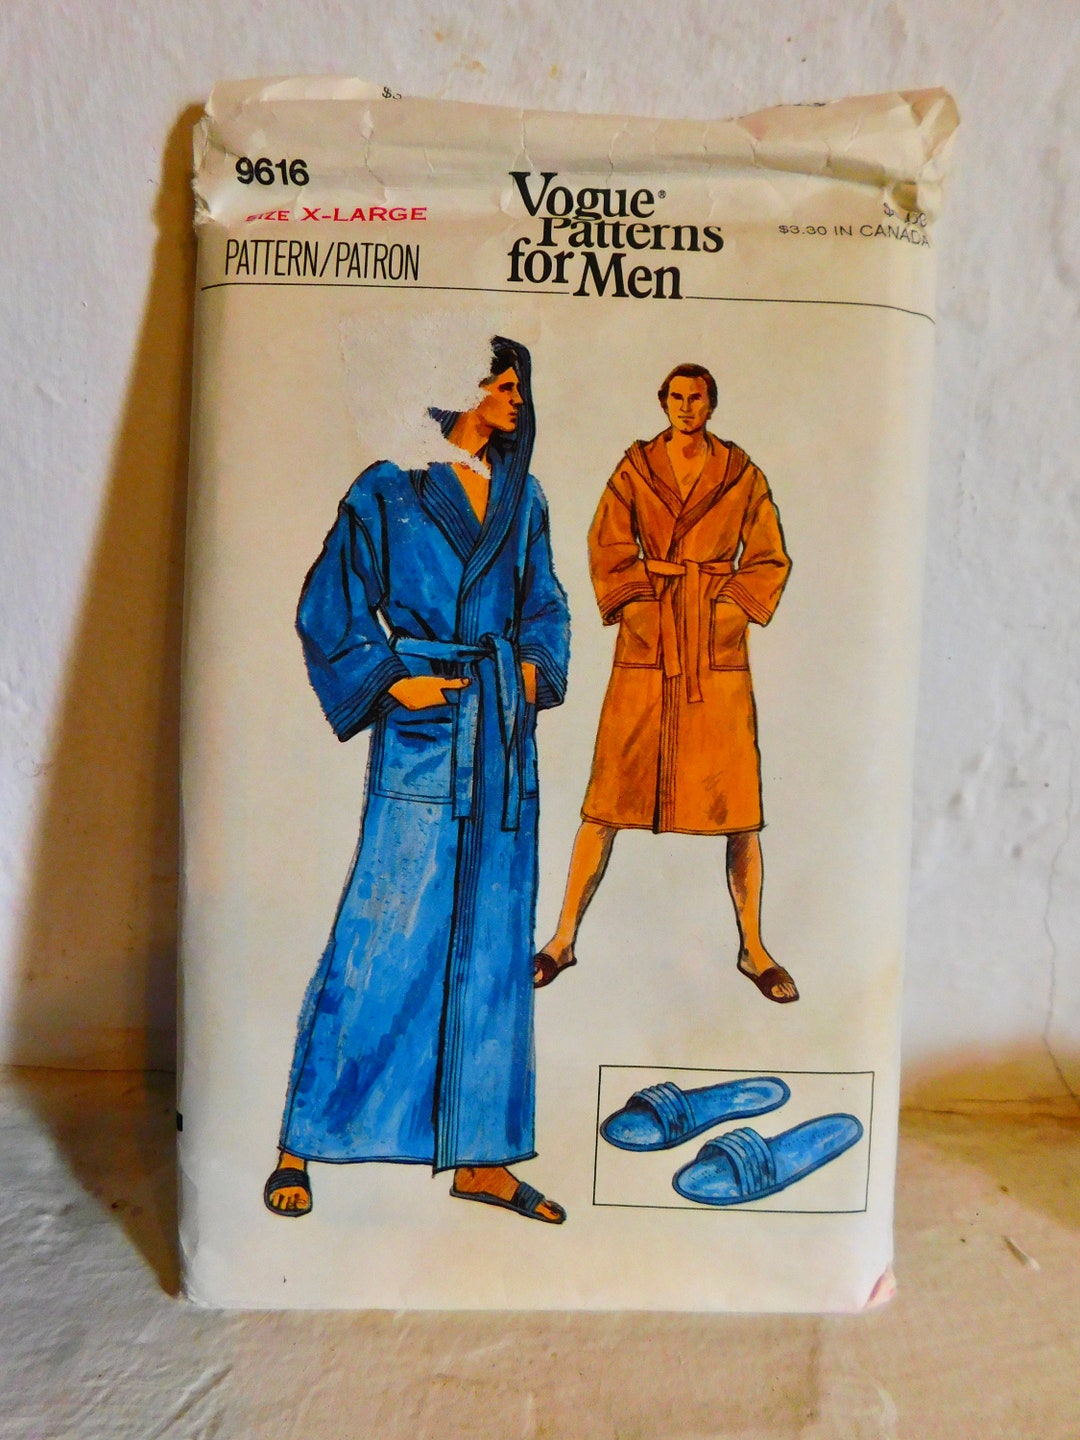 9616
SIZE X-LARGE
PATTERN/PATRON
Vogue®
Patterns
for Men
$3.30 IN CANADA